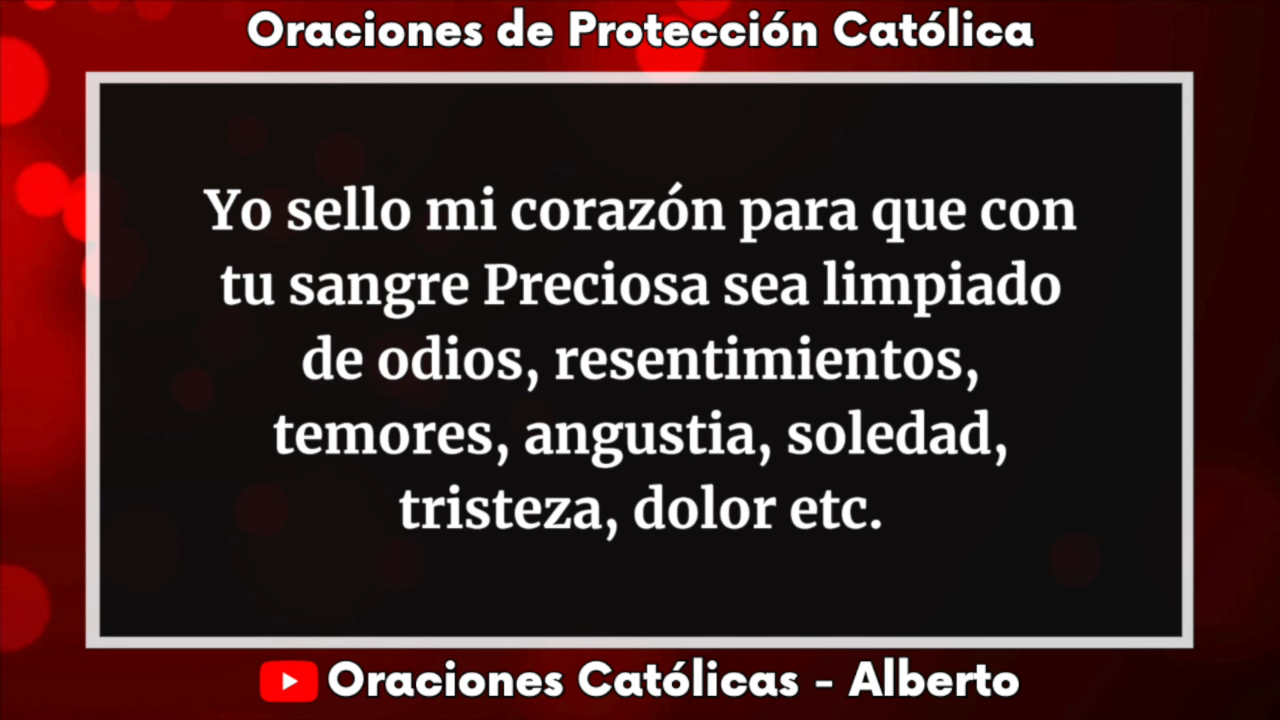 Oraciones de Protección Católica
Yo sello mi corazón para que con
tu sangre Preciosa sea limpiado
de odios, resentimientos,
temores, angustia, soledad,
tristeza, dolor etc.
Oraciones Católicas - Alberto